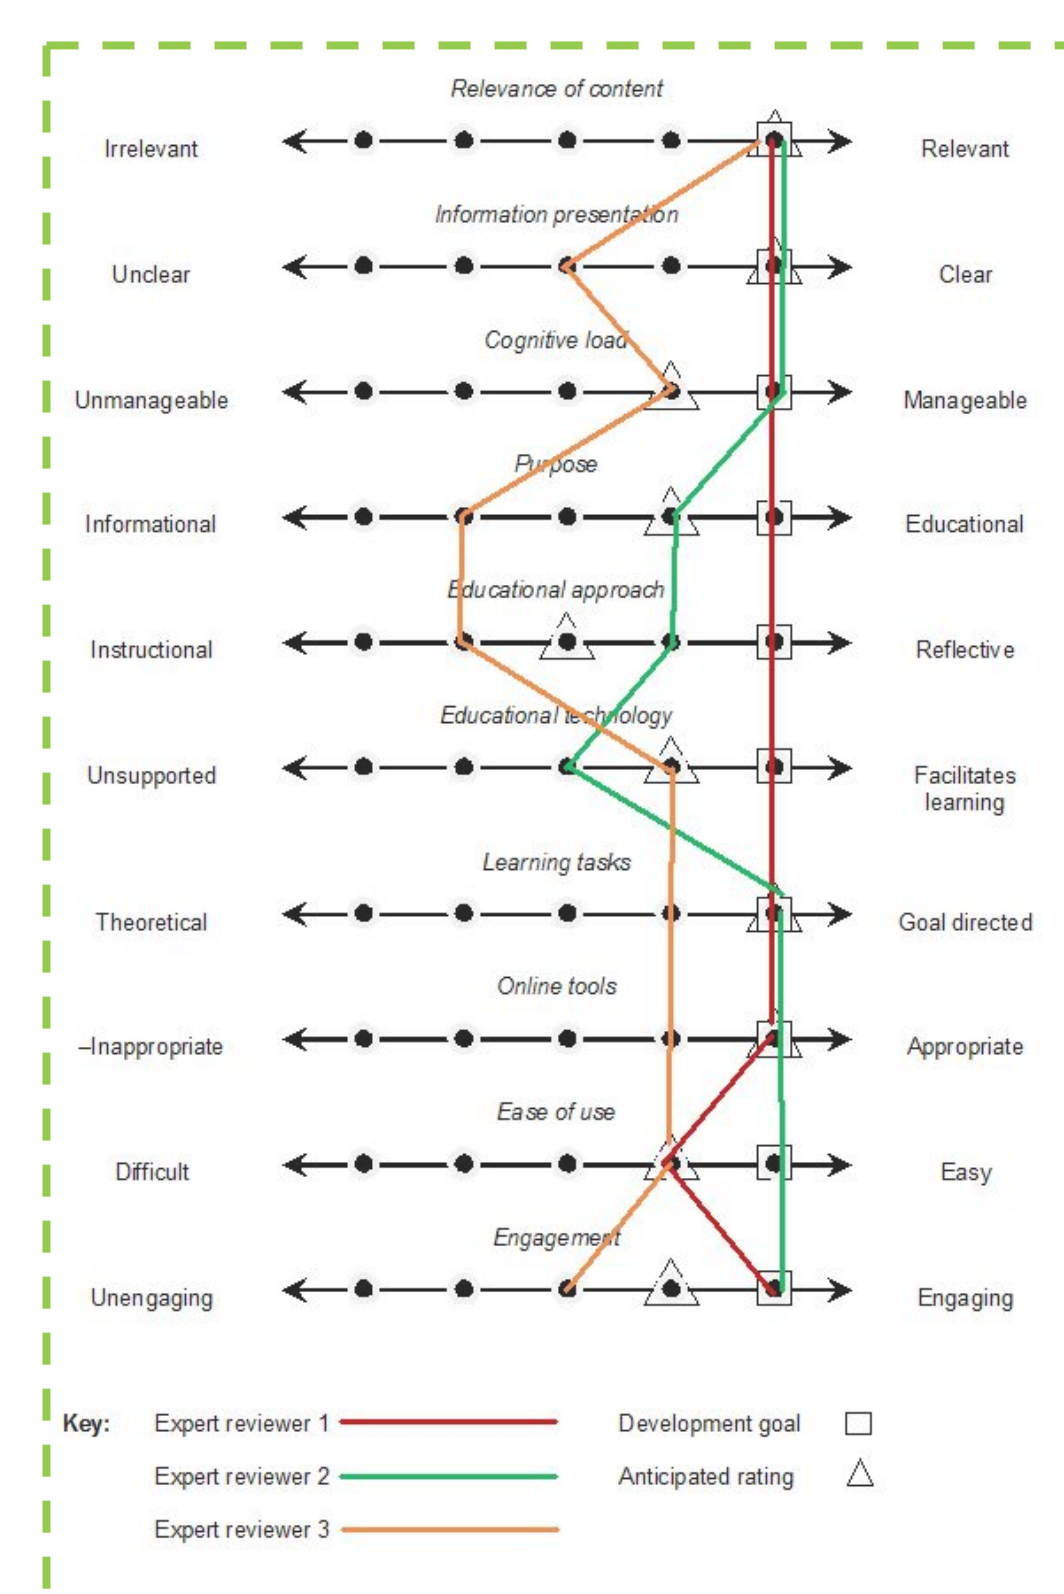 Relevance of content
Irrelevant Relevant
Information presentation
Unclear Clear
Cognitive load
Unmanageable Manageable
Purpose
Informational Educational
Educational approach
Instructional Reflective
Educational technology
Unsupported Facilitates
learning
Learning tasks
Theoretical Goal directed
Online tools
–Inappropriate Appropriate
Ease of use
Difficult Easy
Engagement
Unengaging Engaging
Key: Expert reviewer 1 Development goal
Expert reviewer 2 Anticipated rating
Expert reviewer 3